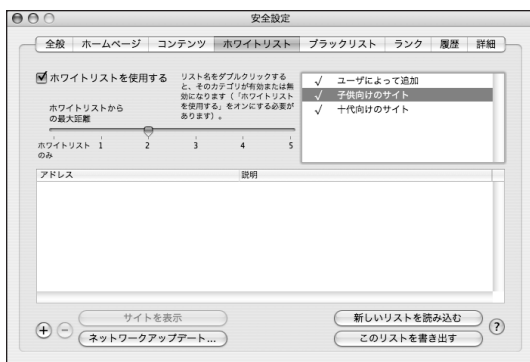 安全設定
全般 ホームページ コンテンツ ホワイトリスト ブラックリスト ランク 履歴 詳細
ホワイトリストを使用する
ホワイトリストから
の最大距離
ホワイトリスト 1 2 3 4 5
のみ
リスト名をダブルクリックする
と、そのカテゴリが有効または無
効になります（「ホワイトリスト
を使用する」をオンにする必要が
あります）。
√ ユーザによって追加
√ 子供向けのサイト
√ 十代向けのサイト
アドレス 説明
サイトを表示
ネットワークアップデート...
新しいリストを読み込む
このリストを書き出す
?